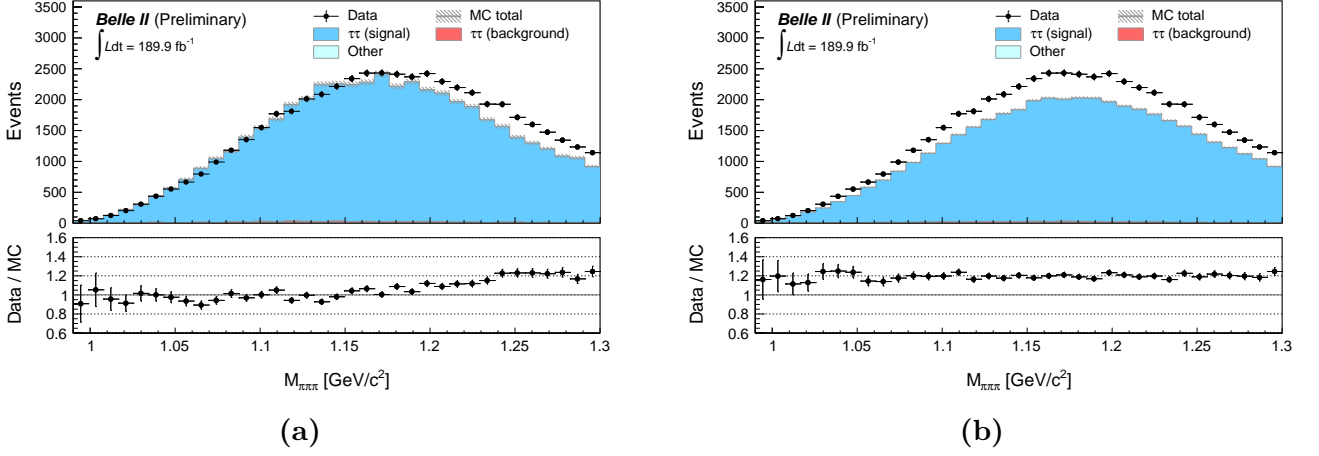 Belle II (Preliminary)
∫ Ldt = 189.9 fb⁻¹
Data
MC total
ττ (signal)
ττ (background)
Other
Events
3500
3000
2500
2000
1500
1000
500
0
Data / MC
1.6
1.4
1.2
1
0.8
0.6
1 1.05 1.1 1.15 1.2 1.25 1.3
M_πππ [GeV/c²]
(a)
Belle II (Preliminary)
∫ Ldt = 189.9 fb⁻¹
Data
MC total
ττ (signal)
ττ (background)
Other
Events
3500
3000
2500
2000
1500
1000
500
0
Data / MC
1.6
1.4
1.2
1
0.8
0.6
1 1.05 1.1 1.15 1.2 1.25 1.3
M_πππ [GeV/c²]
(b)